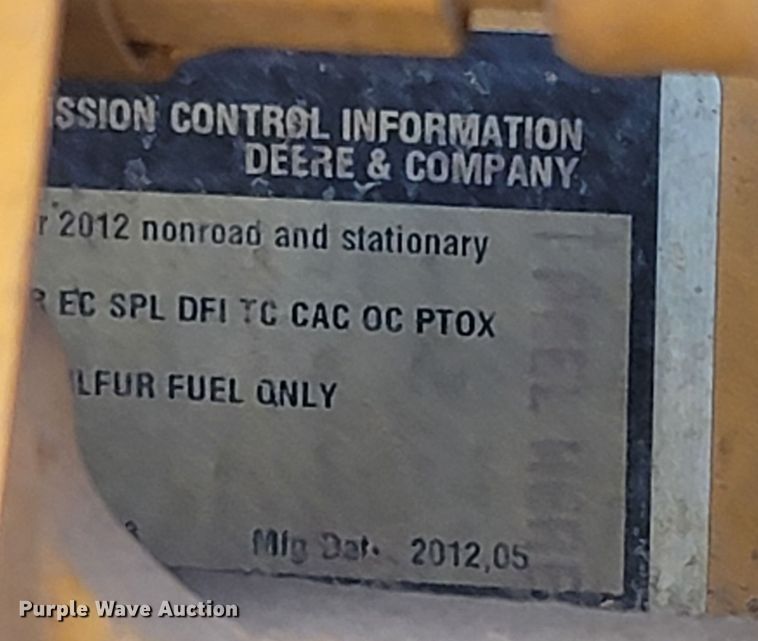 SSION CONTROL INFORMATION
DEERE & COMPANY
r 2012 nonroad and stationary
R EC SPL DFI TC CAC OC PTOX
LFUR FUEL ONLY
Mfg Dat. 2012,05
Purple Wave Auction